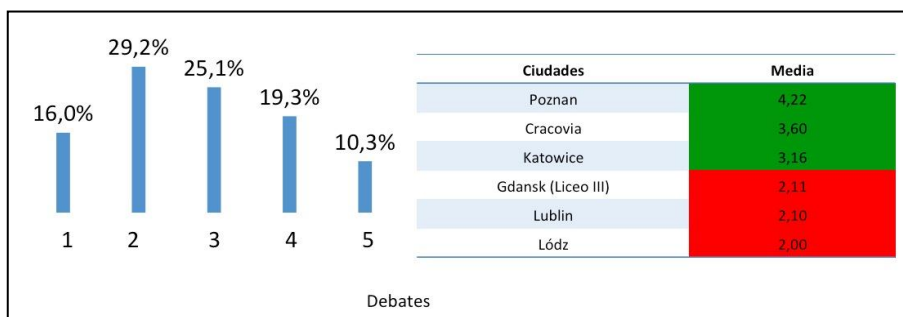 29,2%
25,1%
19,3%
16,0%
10,3%
1 2 3 4 5
Ciudades Media
Poznan 4,22
Cracovia 3,60
Katowice 3,16
Gdansk (Liceo III) 2,11
Lublin 2,10
Lódz 2,00
Debates